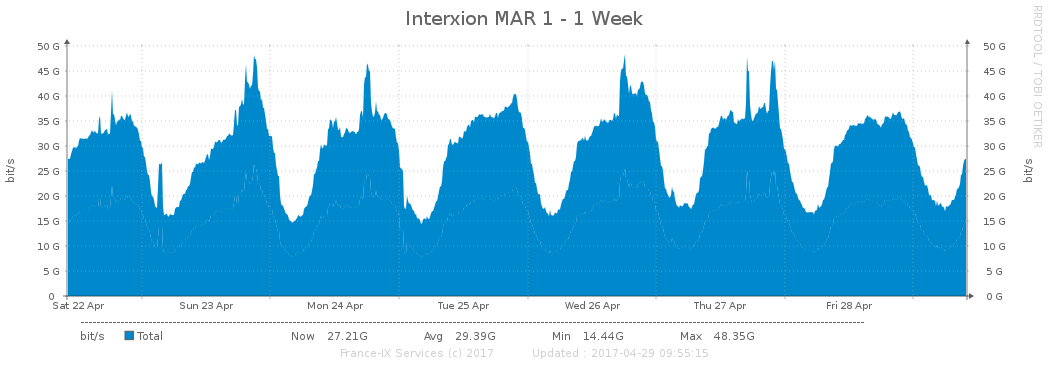 Interxion MAR 1 - 1 Week
RRDTOOL / TOBI OETIKER
bit/s
50 G 50 G
45 G 45 G
40 G 40 G
35 G 35 G
30 G 30 G
25 G 25 G
20 G 20 G
15 G 15 G
10 G 10 G
5 G 5 G
0 0 G
bit/s
Sat 22 Apr Sun 23 Apr Mon 24 Apr Tue 25 Apr Wed 26 Apr Thu 27 Apr Fri 28 Apr
bit/s Total Now 27.21G Avg 29.39G Min 14.44G Max 48.35G
France-IX Services (c) 2017 Updated : 2017-04-29 09:55:15